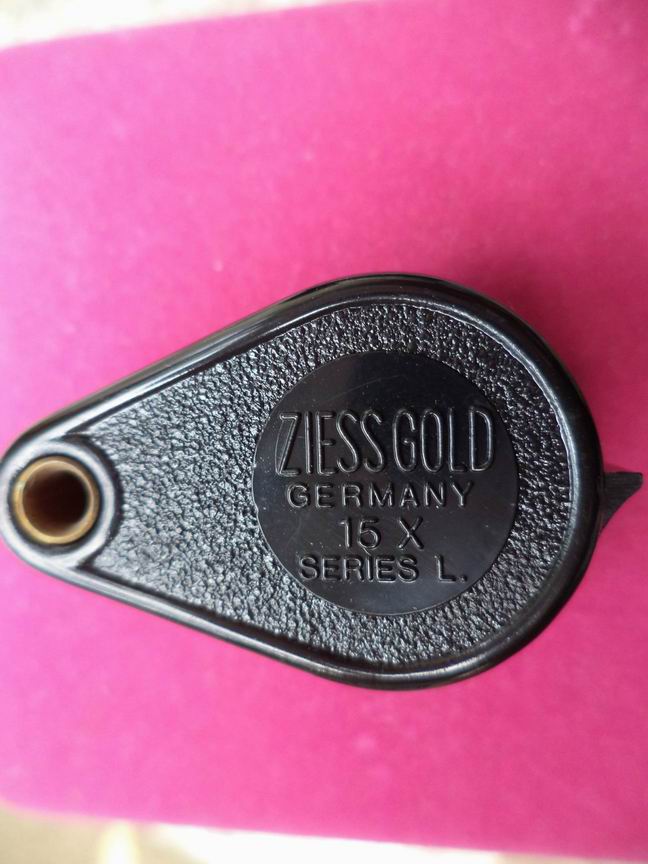 ZIESS GOLD
GERMANY
15 X
SERIES L.